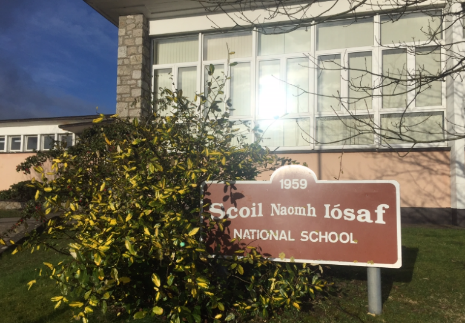 1959
Scoil Naomh Iósaf
NATIONAL SCHOOL